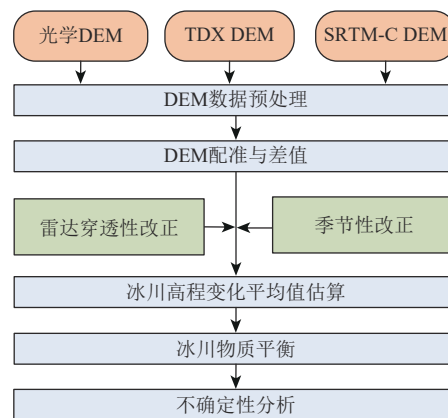 光学DEM
TDX DEM
SRTM-C DEM
DEM数据预处理
DEM配准与差值
雷达穿透性改正
季节性改正
冰川高程变化平均值估算
冰川物质平衡
不确定性分析